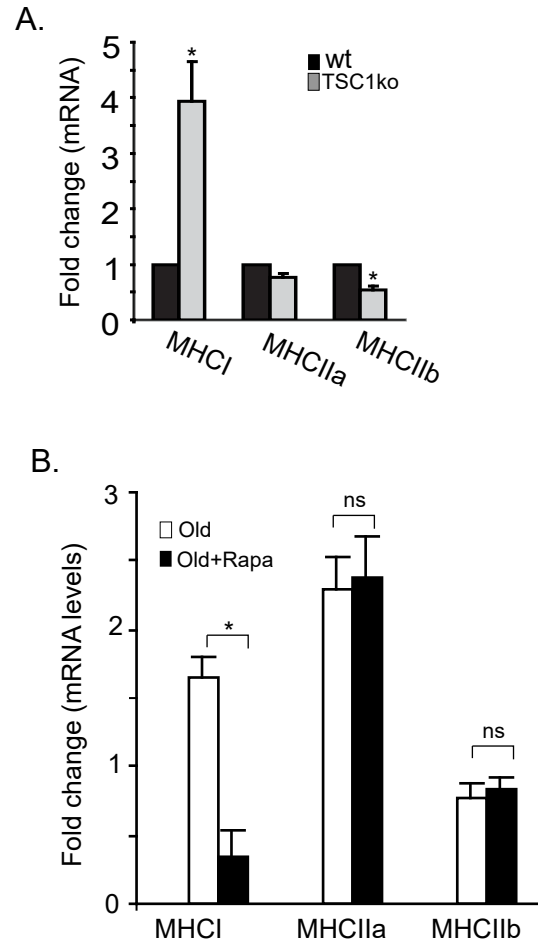 A.
Fold change (mRNA)
5
4
3
2
1
0
*
*
wt
TSC1ko
MHCI
MHCIIa
MHCIIb
B.
Fold change (mRNA levels)
3
2
1
0
Old
Old+Rapa
*
ns
ns
MHCI
MHCIIa
MHCIIb